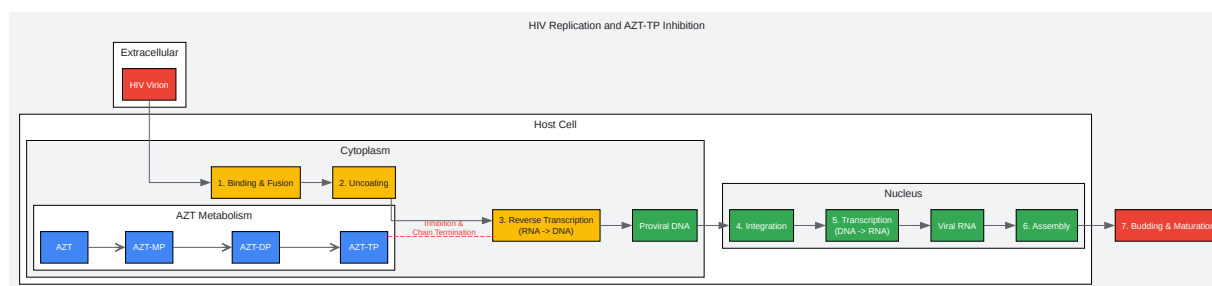 HIV Replication and AZT-TP Inhibition
Extracellular
HIV Virion
Host Cell
Cytoplasm
1. Binding & Fusion
2. Uncoating
AZT Metabolism
AZT
AZT-MP
AZT-DP
AZT-TP
Inhibition &
Chain Termination
3. Reverse Transcription
(RNA -> DNA)
Proviral DNA
Nucleus
4. Integration
5. Transcription
(DNA -> RNA)
Viral RNA
6. Assembly
7. Budding & Maturation